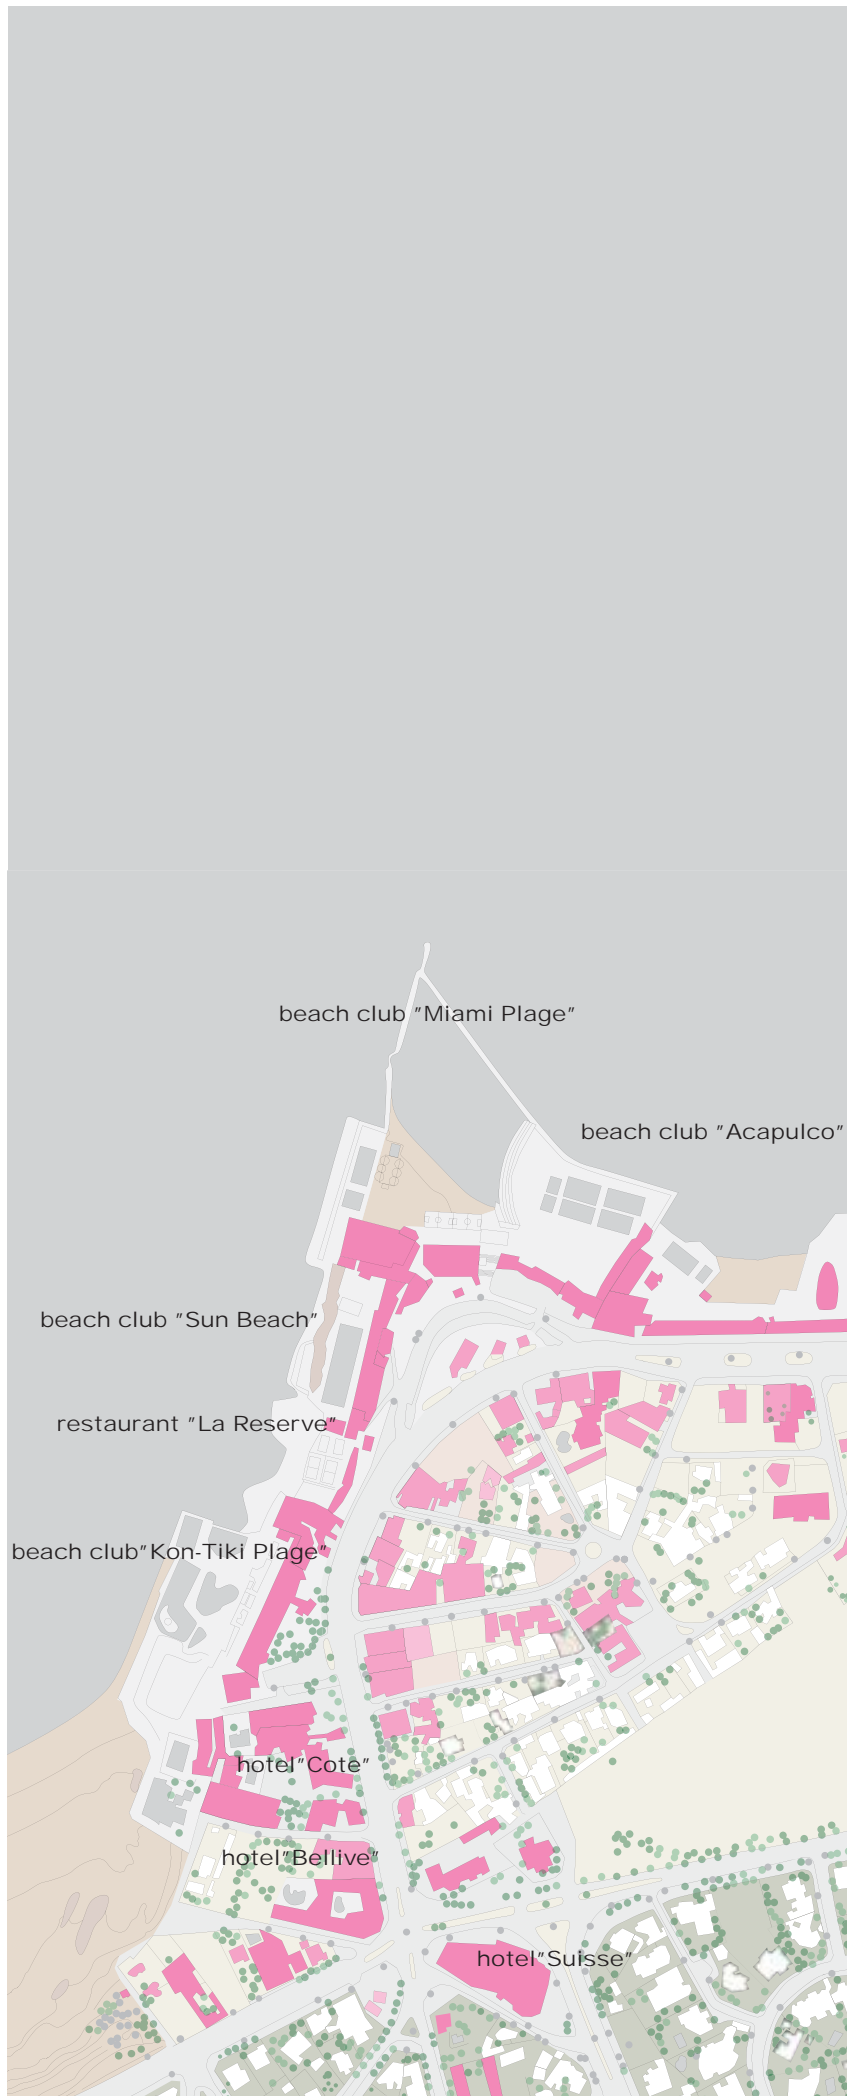 beach club "Miami Plage"
beach club "Acapulco"
beach club "Sun Beach"
restaurant "La Reserve"
beach club"Kon-Tiki Plage"
hotel"Cote"
hotel"Bellive"
hotel"Suisse"